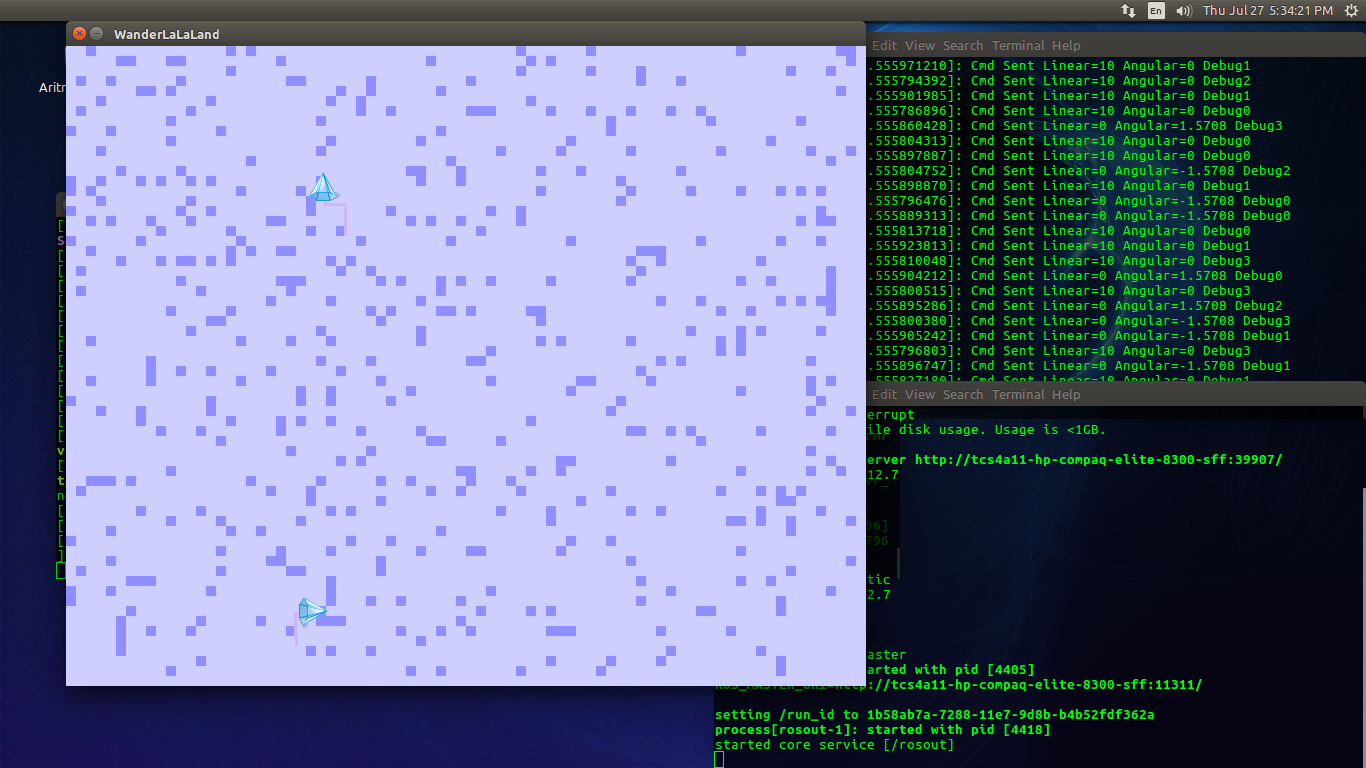 En
Thu Jul 27 5:34:21 PM
WanderLaLaLand
Aritr
Edit View Search Terminal Help
.555971210]: Cmd Sent Linear=10 Angular=0 Debug1
.555794392]: Cmd Sent Linear=10 Angular=0 Debug2
.555901985]: Cmd Sent Linear=10 Angular=0 Debug1
.555786896]: Cmd Sent Linear=10 Angular=0 Debug0
.555860428]: Cmd Sent Linear=0 Angular=1.5708 Debug3
.555804313]: Cmd Sent Linear=10 Angular=0 Debug0
.555897887]: Cmd Sent Linear=10 Angular=0 Debug0
.555804752]: Cmd Sent Linear=0 Angular=-1.5708 Debug2
.555898870]: Cmd Sent Linear=10 Angular=0 Debug1
.555796476]: Cmd Sent Linear=0 Angular=-1.5708 Debug0
.555889313]: Cmd Sent Linear=0 Angular=-1.5708 Debug0
.555813718]: Cmd Sent Linear=10 Angular=0 Debug0
.555923813]: Cmd Sent Linear=10 Angular=0 Debug1
.555810048]: Cmd Sent Linear=10 Angular=0 Debug3
.555904212]: Cmd Sent Linear=0 Angular=1.5708 Debug0
.555800515]: Cmd Sent Linear=10 Angular=0 Debug3
.555895286]: Cmd Sent Linear=0 Angular=1.5708 Debug2
.555800380]: Cmd Sent Linear=0 Angular=-1.5708 Debug3
.555905242]: Cmd Sent Linear=0 Angular=-1.5708 Debug1
.555796803]: Cmd Sent Linear=10 Angular=0 Debug3
.555896747]: Cmd Sent Linear=0 Angular=-1.5708 Debug1
.555827180]: Cmd Sent Linear=10 Angular=0 Debug1
Edit View Search Terminal Help
errupt
ile disk usage. Usage is <1GB.
erver http://tcs4a11-hp-compaq-elite-8300-sff:39907/
12.7
tic
2.7
aster
arted with pid [4405]
ROS_MASTER_URI=http://tcs4a11-hp-compaq-elite-8300-sff:11311/
setting /run_id to 1b58ab7a-7288-11e7-9d8b-b4b52fdf362a
process[rosout-1]: started with pid [4418]
started core service [/rosout]